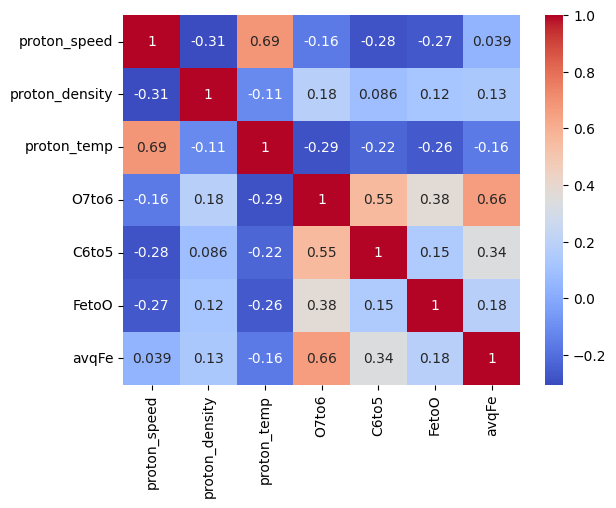 proton_speed 1 -0.31 0.69 -0.16 -0.28 -0.27 0.039
proton_density -0.31 1 -0.11 0.18 0.086 0.12 0.13
proton_temp 0.69 -0.11 1 -0.29 -0.22 -0.26 -0.16
O7to6 -0.16 0.18 -0.29 1 0.55 0.38 0.66
C6to5 -0.28 0.086 -0.22 0.55 1 0.15 0.34
FetoO -0.27 0.12 -0.26 0.38 0.15 1 0.18
avqFe 0.039 0.13 -0.16 0.66 0.34 0.18 1
proton_speed
proton_density
proton_temp
O7to6
C6to5
FetoO
avqFe
1.0
0.8
0.6
0.4
0.2
0.0
−0.2